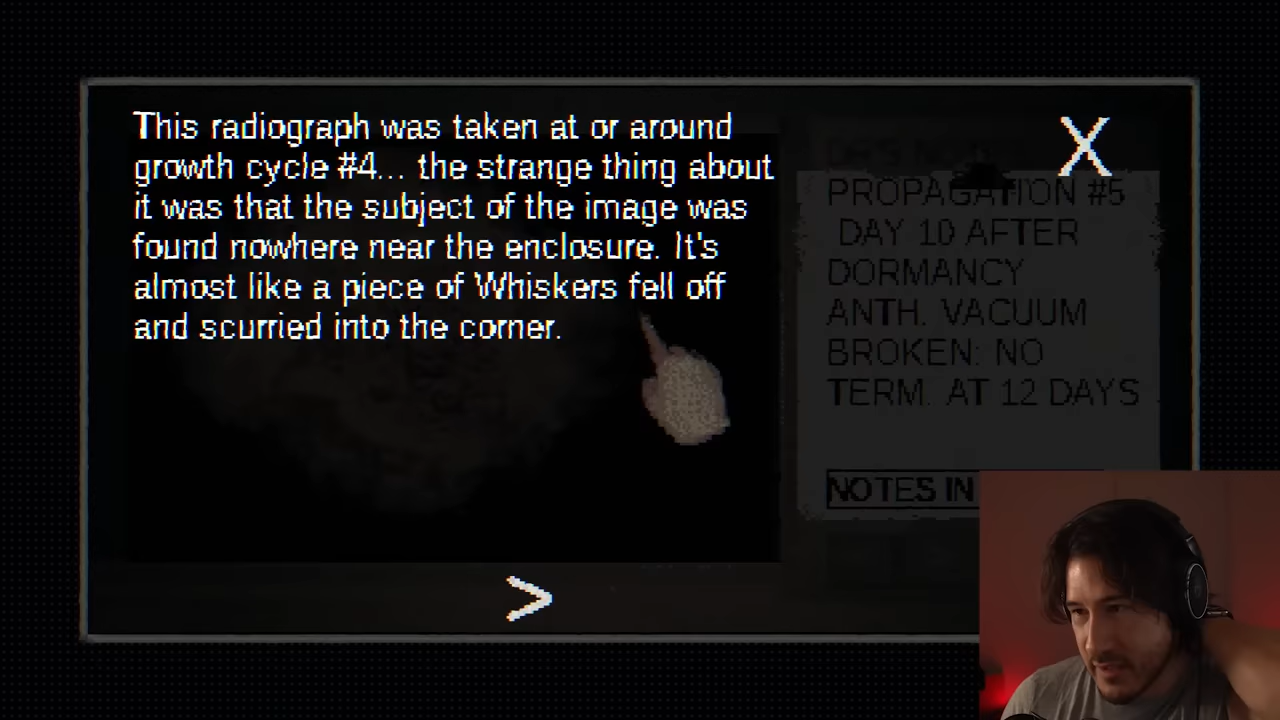 This radiograph was taken at or around
growth cycle #4... the strange thing about
it was that the subject of the image was
found nowhere near the enclosure. It's
almost like a piece of Whiskers fell off
and scurried into the corner.
X
PROPAGATION #5
DAY 10 AFTER
DORMANCY
ANTH. VACUUM
BROKEN: NO
TERM. AT 12 DAYS
NOTES IN
>